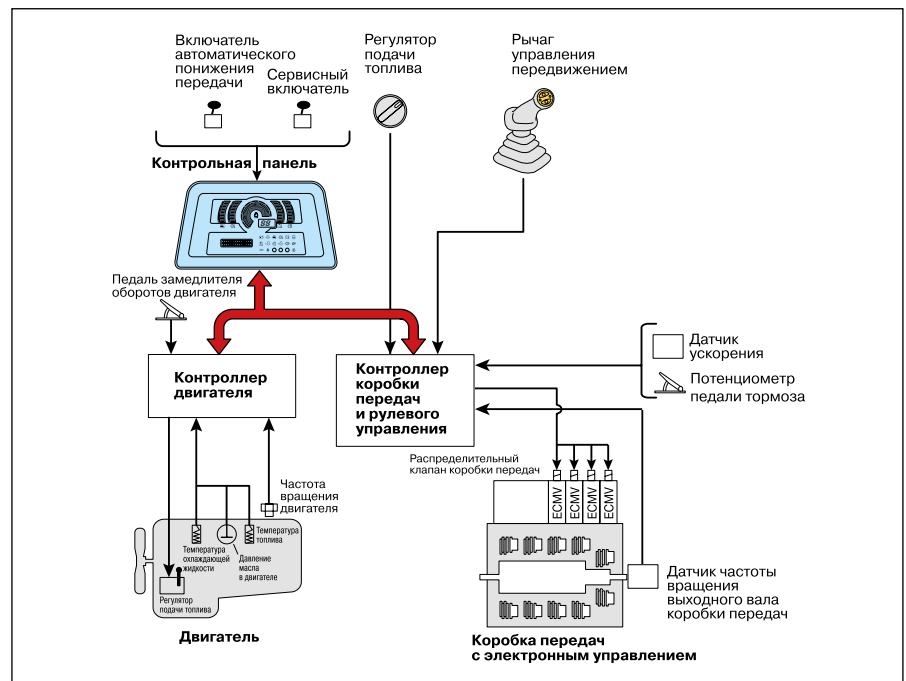 Включатель
автоматического
понижения
передачи
Сервисный
включатель
Регулятор
подачи
топлива
Рычаг
управления
передвижением
Контрольная панель
Педаль замедлителя
оборотов двигателя
Контроллер
двигателя
Контроллер
коробки
передач
и рулевого
управления
Датчик
ускорения
Потенциометр
педали тормоза
Распределительный
клапан коробки передач
ECMV
ECMV
ECMV
ECMV
Частота
вращения
двигателя
Температура
топлива
Температура
охлаждающей
жидкости
Давление
масла
в двигателе
Регулятор
подачи топлива
Двигатель
Датчик частоты
вращения
выходного вала
коробки передач
Коробка передач
с электронным управлением